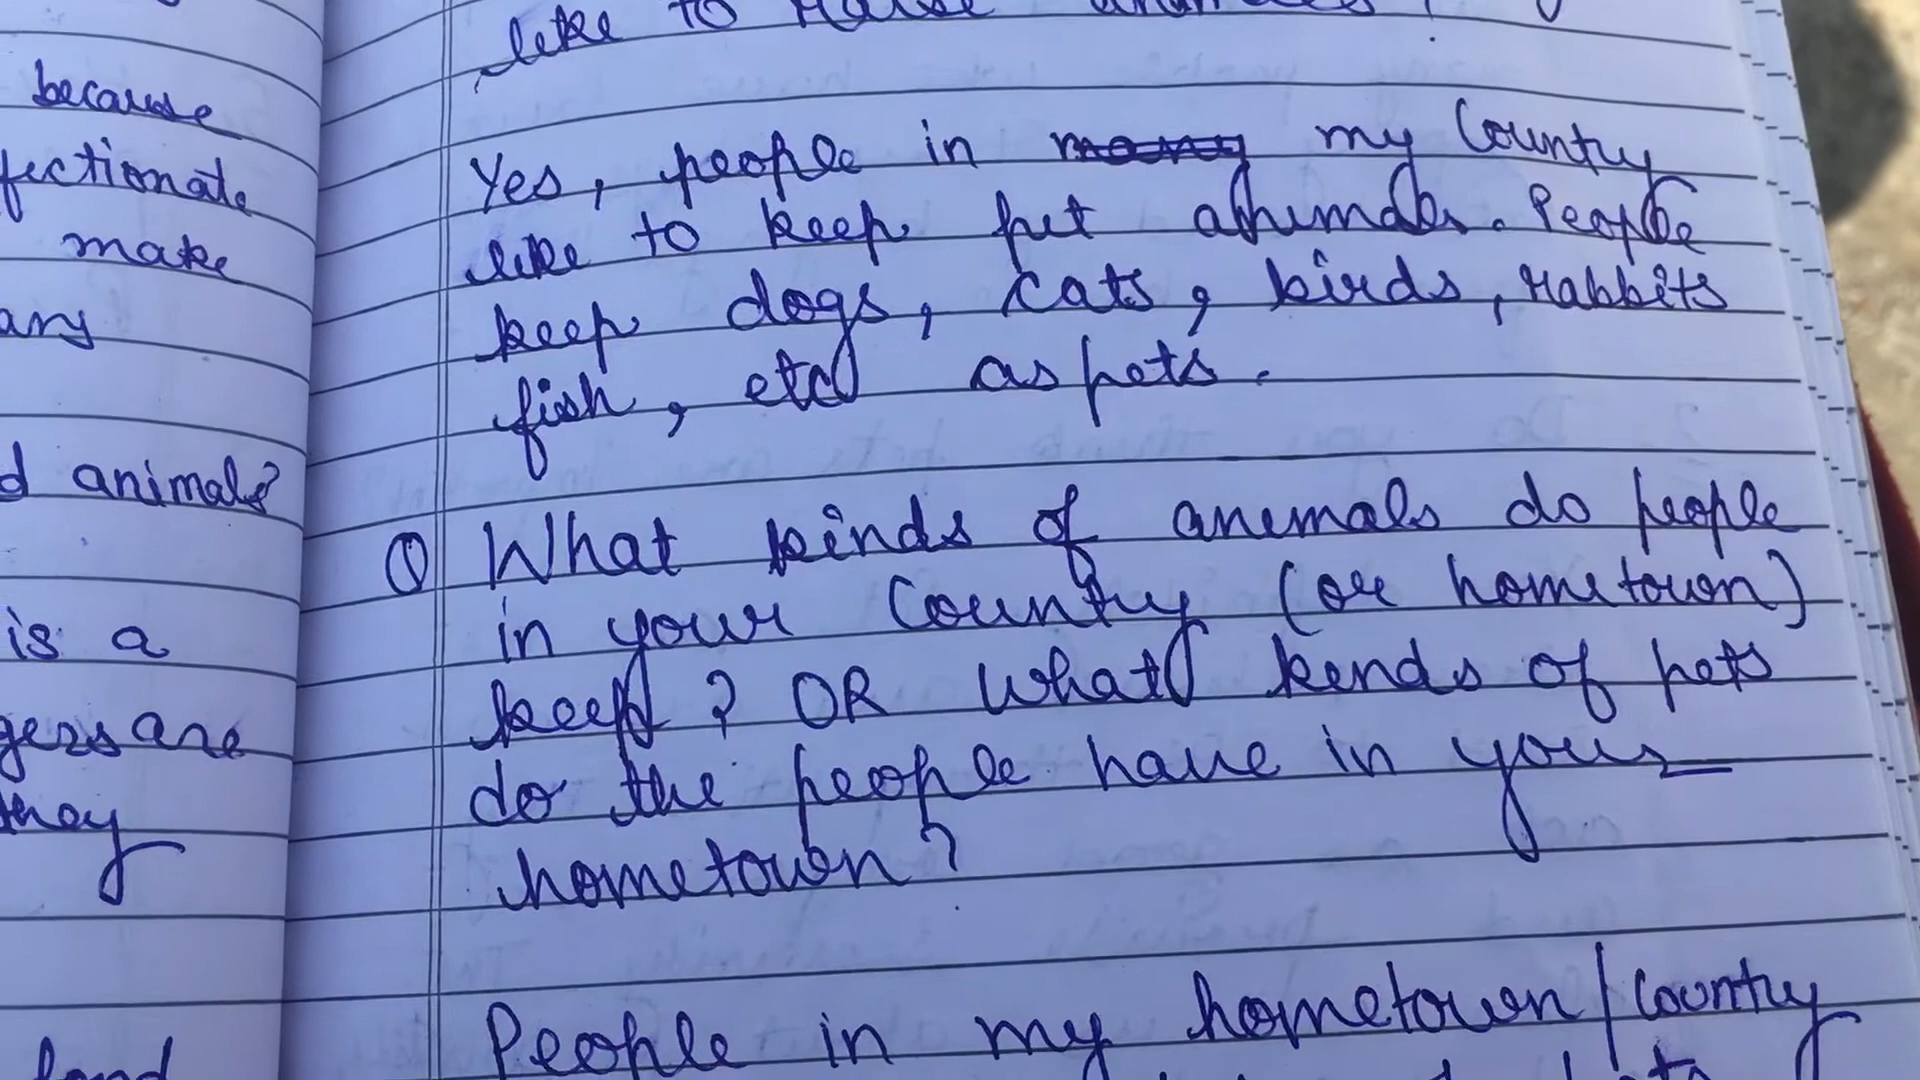 because
fectionate
make
any
d animals?
is a
gers are
they
like to raise
Yes, people in my Country
like to keep pet animals. People
keep dogs, cats, birds, rabbits
fish, etc as pets.
Q What kinds of animals do people
in your Country (or hometown)
keep? OR What kinds of pets
do the people have in your
hometown?
People in my hometown/Country